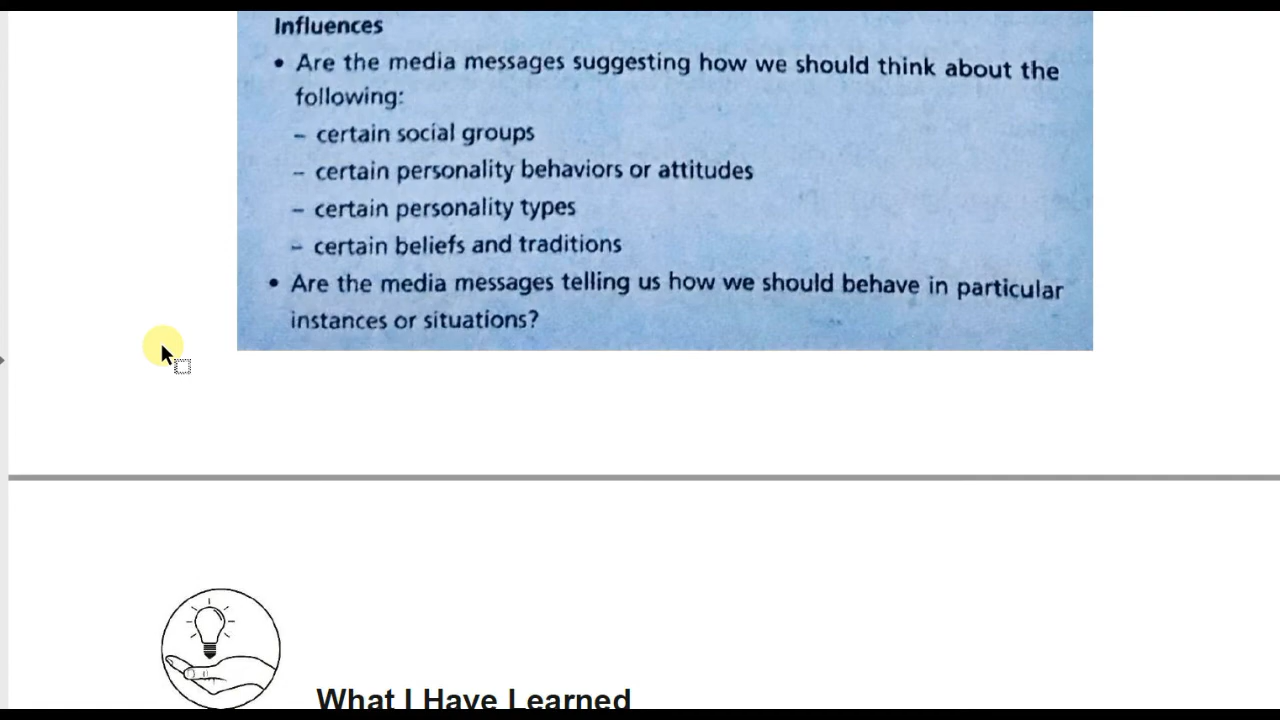 Influences
• Are the media messages suggesting how we should think about the
following:
– certain social groups
– certain personality behaviors or attitudes
– certain personality types
– certain beliefs and traditions
• Are the media messages telling us how we should behave in particular
instances or situations?
What I Have Learned